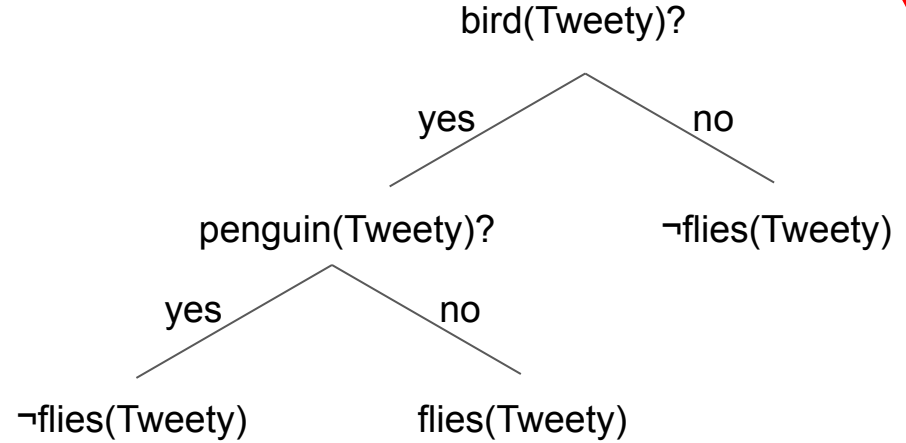 bird(Tweety)?
yes
no
penguin(Tweety)?
¬flies(Tweety)
yes
no
¬flies(Tweety)
flies(Tweety)